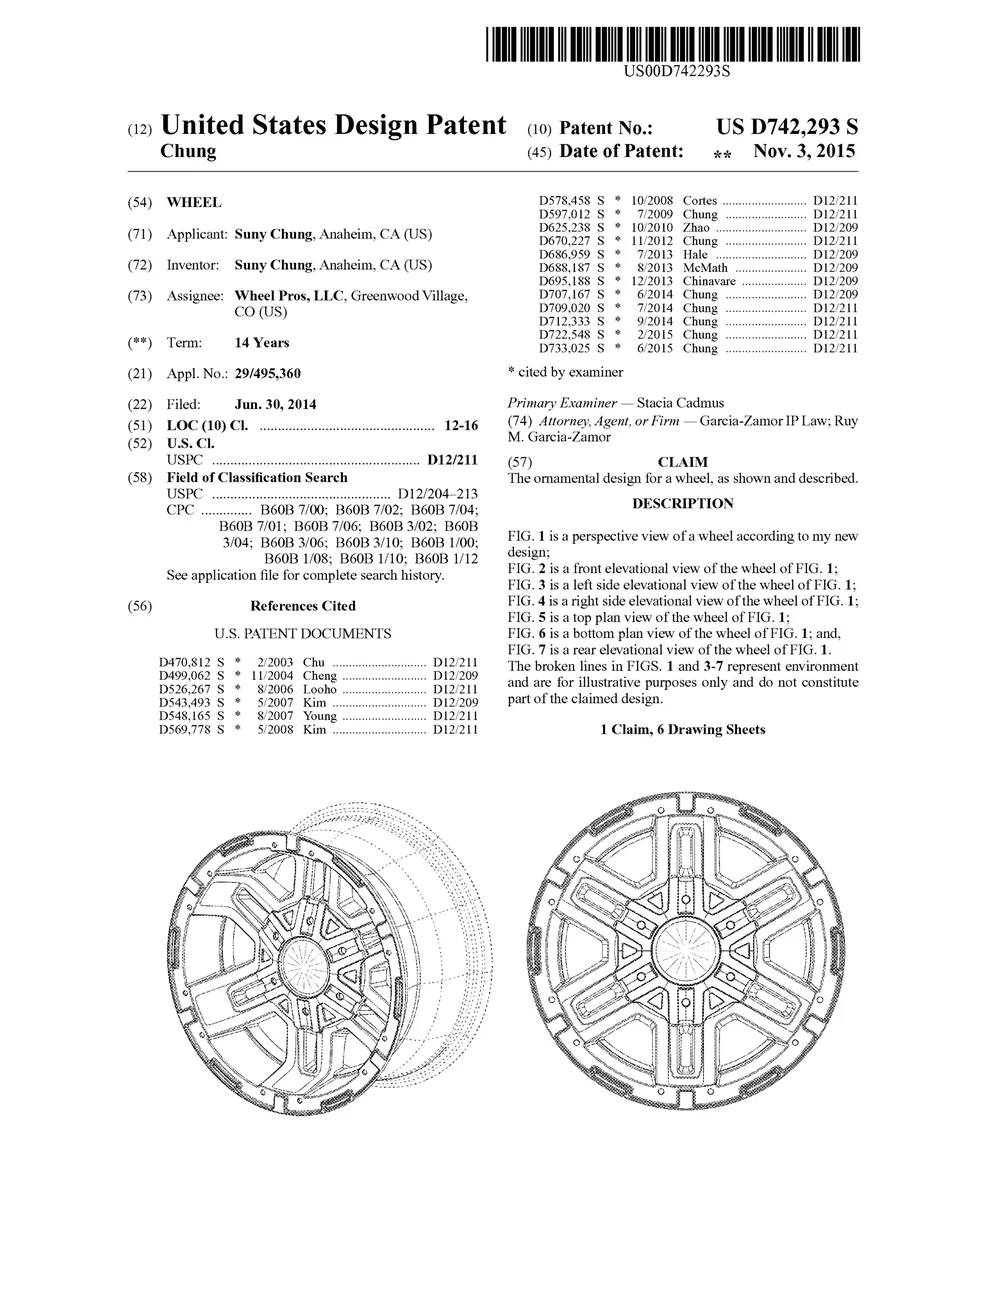 US00D742293S
(12) United States Design Patent
Chung
(10) Patent No.: US D742,293 S
(45) Date of Patent: ** Nov. 3, 2015
(54) WHEEL
(71) Applicant: Suny Chung, Anaheim, CA (US)
(72) Inventor: Suny Chung, Anaheim, CA (US)
(73) Assignee: Wheel Pros, LLC, Greenwood Village,
CO (US)
(**) Term: 14 Years
(21) Appl. No.: 29/495,360
(22) Filed: Jun. 30, 2014
(51) LOC (10) Cl. ................................................ 12-16
(52) U.S. Cl.
USPC ......................................................... D12/211
(58) Field of Classification Search
USPC ................................................. D12/204–213
CPC .............. B60B 7/00; B60B 7/02; B60B 7/04;
B60B 7/01; B60B 7/06; B60B 3/02; B60B
3/04; B60B 3/06; B60B 3/10; B60B 1/00;
B60B 1/08; B60B 1/10; B60B 1/12
See application file for complete search history.
(56) References Cited
U.S. PATENT DOCUMENTS
D470,812 S * 2/2003 Chu ............................. D12/211
D499,062 S * 11/2004 Cheng .......................... D12/209
D526,267 S * 8/2006 Looho .......................... D12/211
D543,493 S * 5/2007 Kim ............................. D12/209
D548,165 S * 8/2007 Young .......................... D12/211
D569,778 S * 5/2008 Kim ............................. D12/211
D578,458 S * 10/2008 Cortes .......................... D12/211
D597,012 S * 7/2009 Chung ......................... D12/211
D625,238 S * 10/2010 Zhao ............................ D12/209
D670,227 S * 11/2012 Chung ......................... D12/211
D686,959 S * 7/2013 Hale ............................ D12/209
D688,187 S * 8/2013 McMath ...................... D12/209
D695,188 S * 12/2013 Chinavare .................... D12/209
D707,167 S * 6/2014 Chung ......................... D12/209
D709,020 S * 7/2014 Chung ......................... D12/211
D712,333 S * 9/2014 Chung ......................... D12/211
D722,548 S * 2/2015 Chung ......................... D12/211
D733,025 S * 6/2015 Chung ......................... D12/211
* cited by examiner
Primary Examiner — Stacia Cadmus
(74) Attorney, Agent, or Firm — Garcia-Zamor IP Law; Ruy
M. Garcia-Zamor
(57) CLAIM
The ornamental design for a wheel, as shown and described.
DESCRIPTION
FIG. 1 is a perspective view of a wheel according to my new
design;
FIG. 2 is a front elevational view of the wheel of FIG. 1;
FIG. 3 is a left side elevational view of the wheel of FIG. 1;
FIG. 4 is a right side elevational view of the wheel of FIG. 1;
FIG. 5 is a top plan view of the wheel of FIG. 1;
FIG. 6 is a bottom plan view of the wheel of FIG. 1; and,
FIG. 7 is a rear elevational view of the wheel of FIG. 1.
The broken lines in FIGS. 1 and 3-7 represent environment
and are for illustrative purposes only and do not constitute
part of the claimed design.
1 Claim, 6 Drawing Sheets